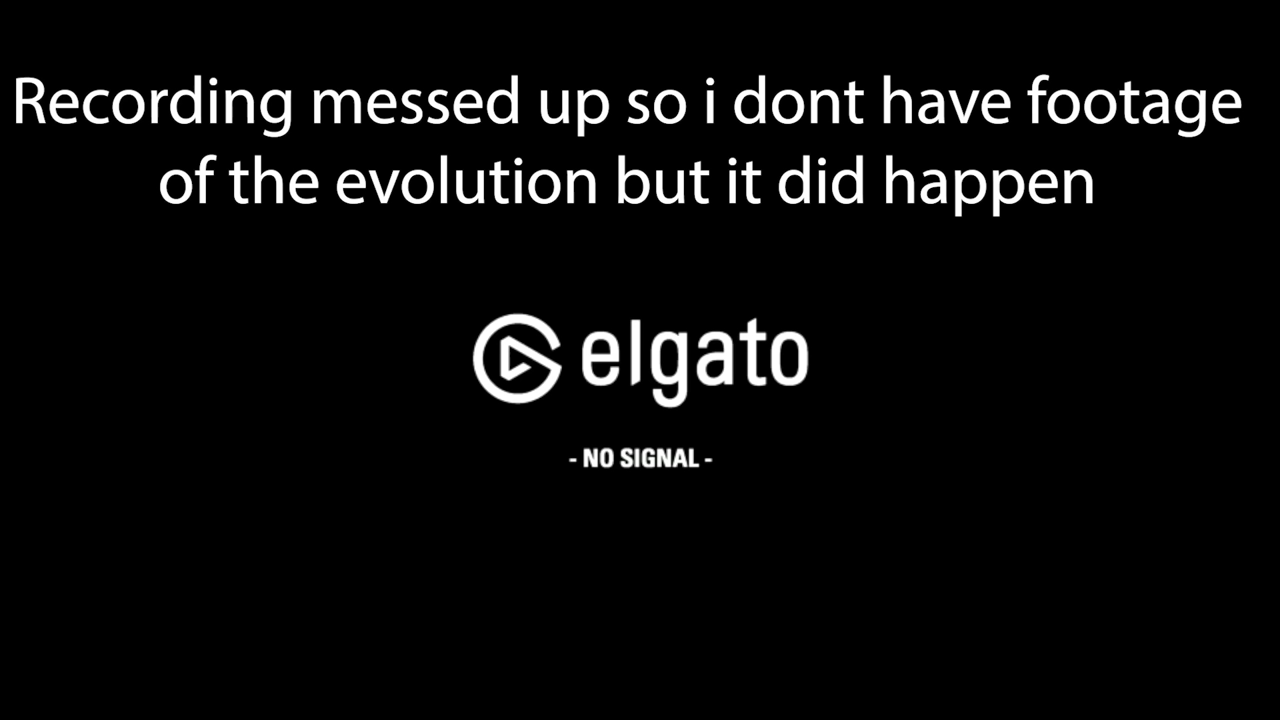 Recording messed up so i dont have footage
of the evolution but it did happen
elgato
- NO SIGNAL -